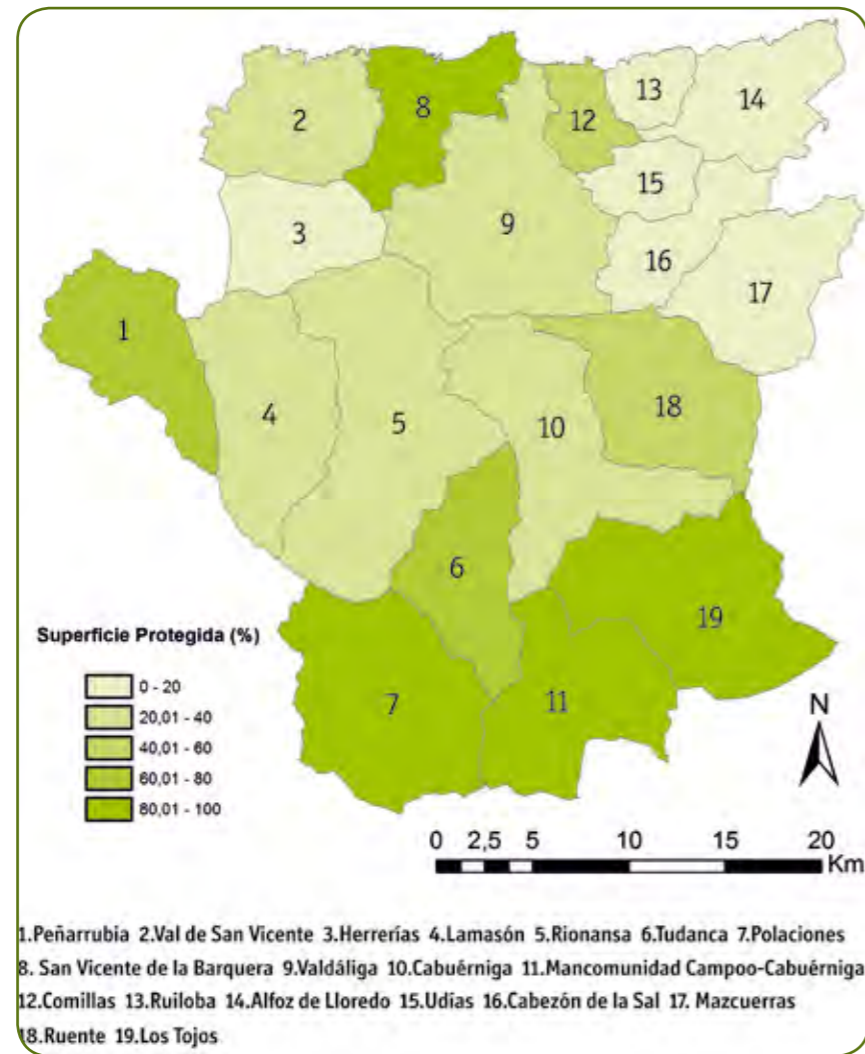 13
14
2
8
12
15
3
9
16
17
1
4
5
10
18
6
19
7
11
Superficie Protegida (%)
0 - 20
20,01 - 40
40,01 - 60
60,01 - 80
80,01 - 100
N
0 2,5 5 10 15 20
Km
1.Peñarrubia 2.Val de San Vicente 3.Herrerías 4.Lamasón 5.Rionansa 6.Tudanca 7.Polaciones
8. San Vicente de la Barquera 9.Valdáliga 10.Cabuérniga 11.Mancomunidad Campoo-Cabuérniga
12.Comillas 13.Ruiloba 14.Alfoz de Lloredo 15.Udías 16.Cabezón de la Sal 17. Mazcuerras
18.Ruente 19.Los Tojos